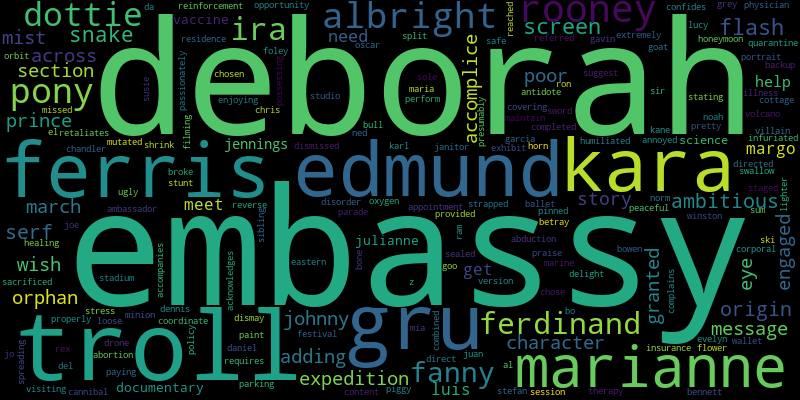 dottie da reinforcement opportunity albright rooney confides grey physician
mist vaccine snake ira need oscar split reached screen flash lucy honeymoon quarantine
orbit across residence foley safe referred gavin extremely goat portrait backup
section deborah chosen passionately sole suggest poor help
pony susie enjoying studio maria perform possessing accomplice antidote ron sir illness cottage
missed chris covering sword maintain stating noah volcano
prince el retaliates filming bull presumably completed kane pretty villain
mutated shrink jennings dismissed ned karl janitor garcia horn humiliated annoyed science infuriated margo
chandler broke exhibit directed swallow
ferris ugly stunt edmund kara story staged ambitious
march ambassador reverse disorder oxygen strapped ballet pinned norm peaceful sum lighter
serf joe meet sibling parade appointment provided betray winston ski engaged
healing accompanies embassy julianne ram sealed praise abduction bowen corporal
wish stadium eastern bone get goo marine delight granted eye
sacrificed orphan acknowledges z version chose bo complains origin
stress minion dennis dismay johnny gru ferdinand message
properly loose coordinate policy paint festival mia combined character insurance flower
jo rex drone abortion troll daniel adding direct juan evelyn wallet
spreading del requires expedition fanny al marianne
visiting cannibal paying documentary parking content piggy luis stefan session therapy bennett